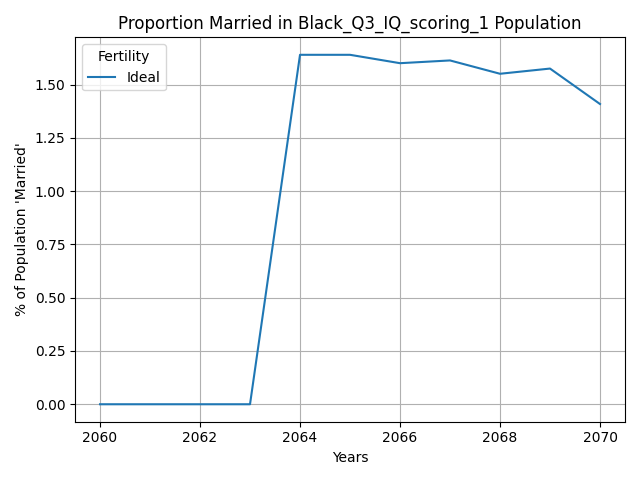 Proportion Married in Black_Q3_IQ_scoring_1 Population
Fertility
Ideal
% of Population 'Married'
1.50
1.25
1.00
0.75
0.50
0.25
0.00
2060
2062
2064
2066
2068
2070
Years